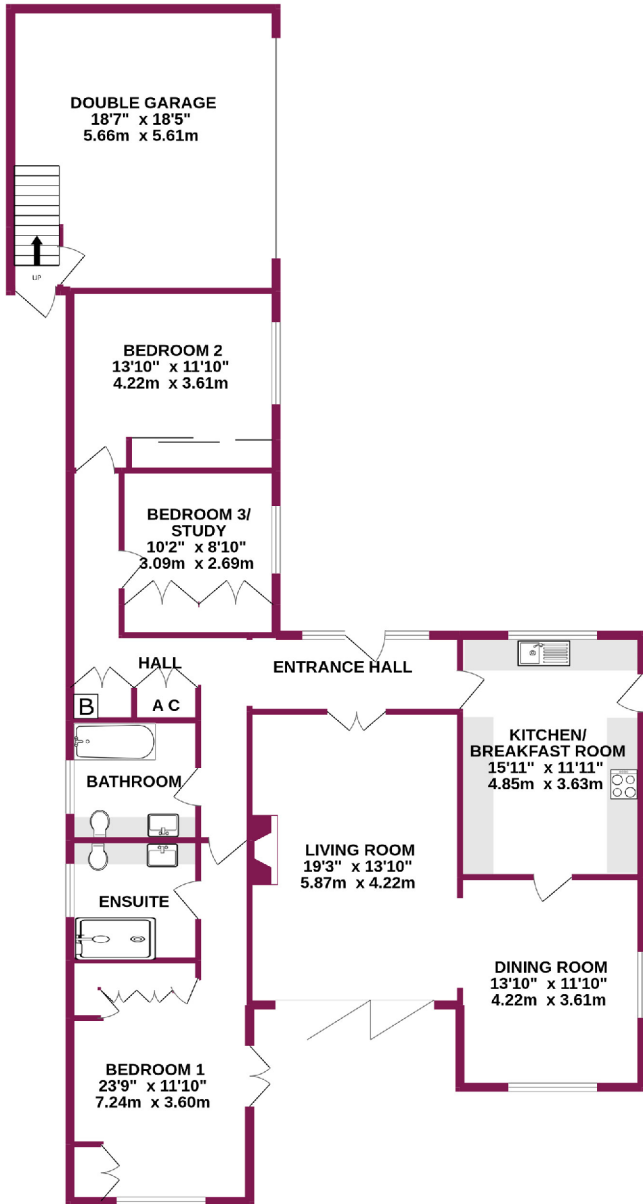 DOUBLE GARAGE
18'7" x 18'5"
5.66m x 5.61m
UP
BEDROOM 2
13'10" x 11'10"
4.22m x 3.61m
BEDROOM 3/
STUDY
10'2" x 8'10"
3.09m x 2.69m
HALL
ENTRANCE HALL
B
A C
KITCHEN/
BREAKFAST ROOM
15'11" x 11'11"
4.85m x 3.63m
BATHROOM
LIVING ROOM
19'3" x 13'10"
5.87m x 4.22m
ENSUITE
DINING ROOM
13'10" x 11'10"
4.22m x 3.61m
BEDROOM 1
23'9" x 11'10"
7.24m x 3.60m